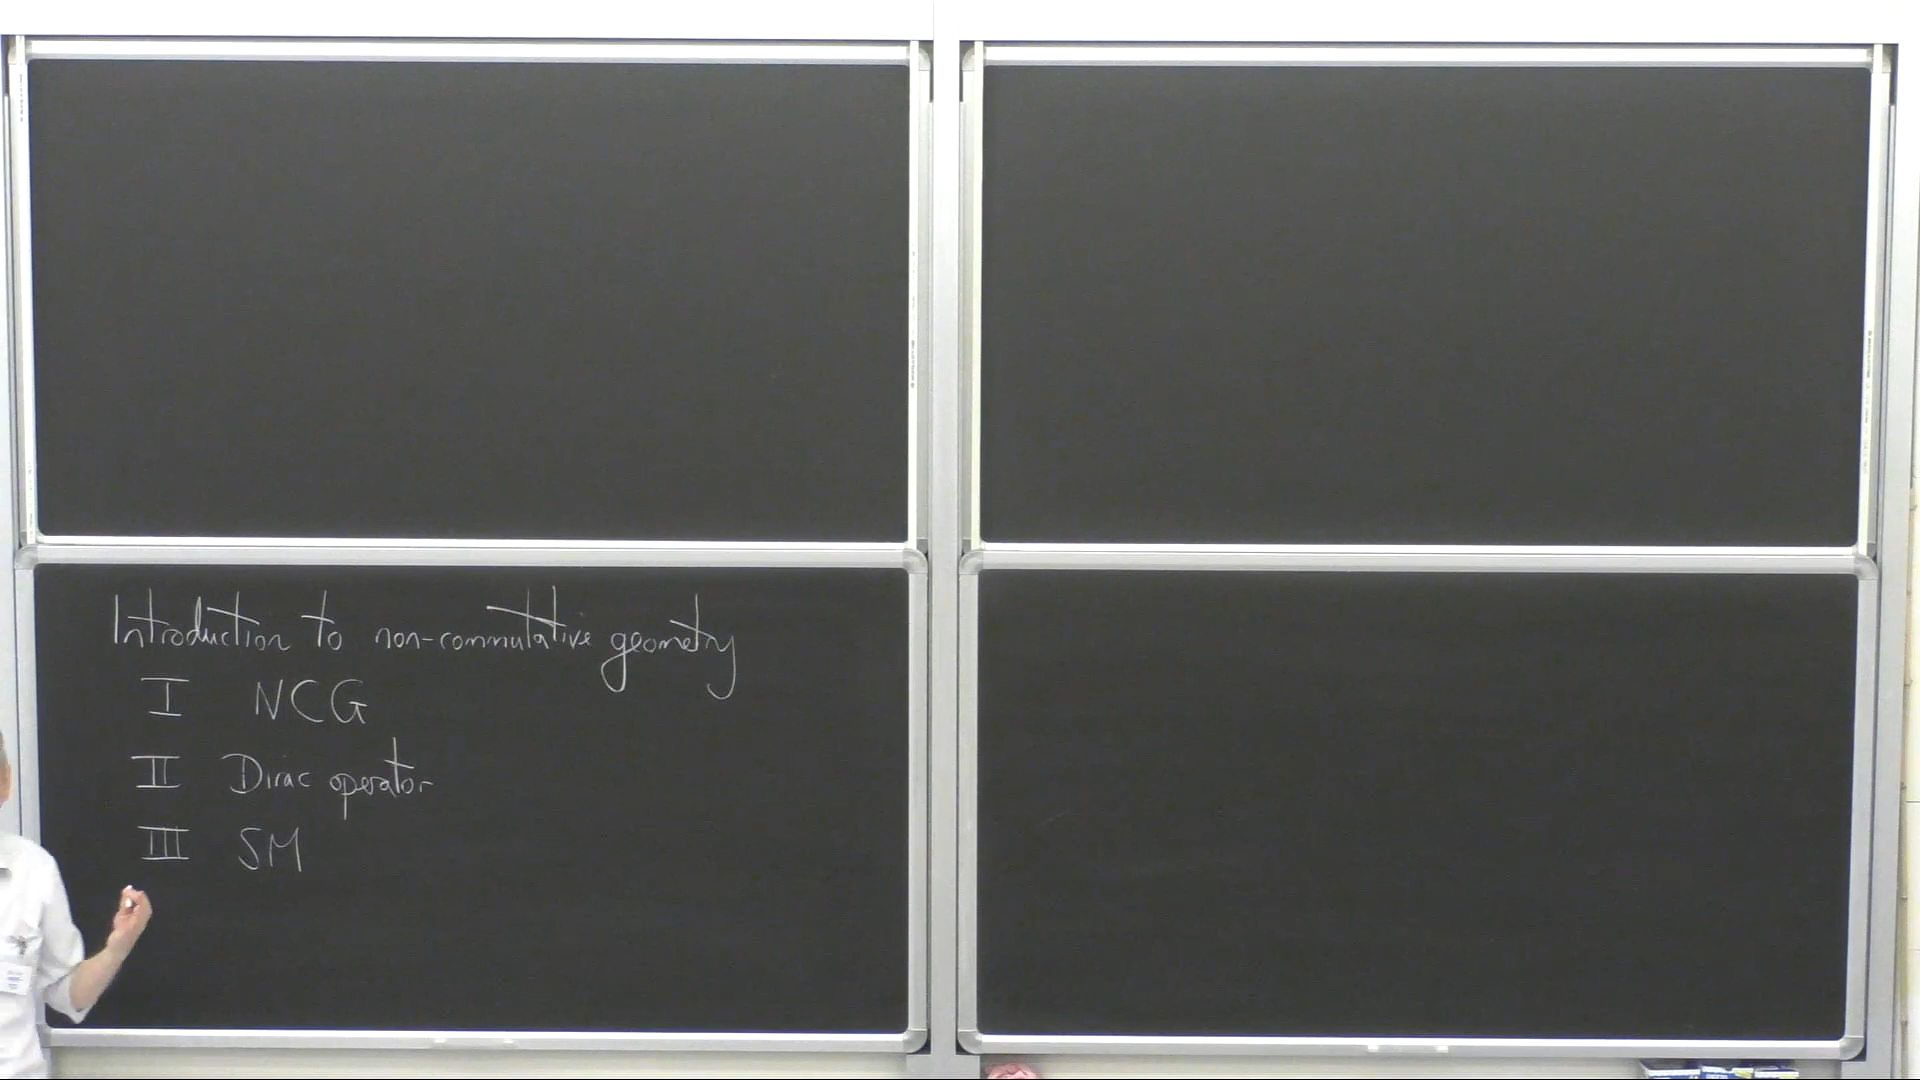 Introduction to non-commutative geometry
I NCG
II Dirac operator
III SM